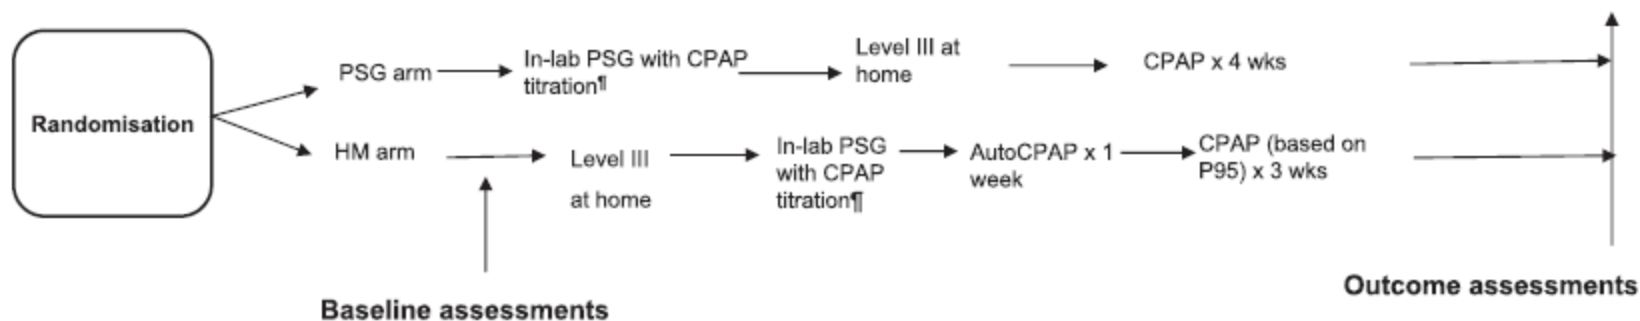 Randomisation
PSG arm
In-lab PSG with CPAP
titration¶
Level III at
home
CPAP x 4 wks
HM arm
Level III
at home
In-lab PSG
with CPAP
titration¶
AutoCPAP x 1
week
CPAP (based on
P95) x 3 wks
Baseline assessments
Outcome assessments